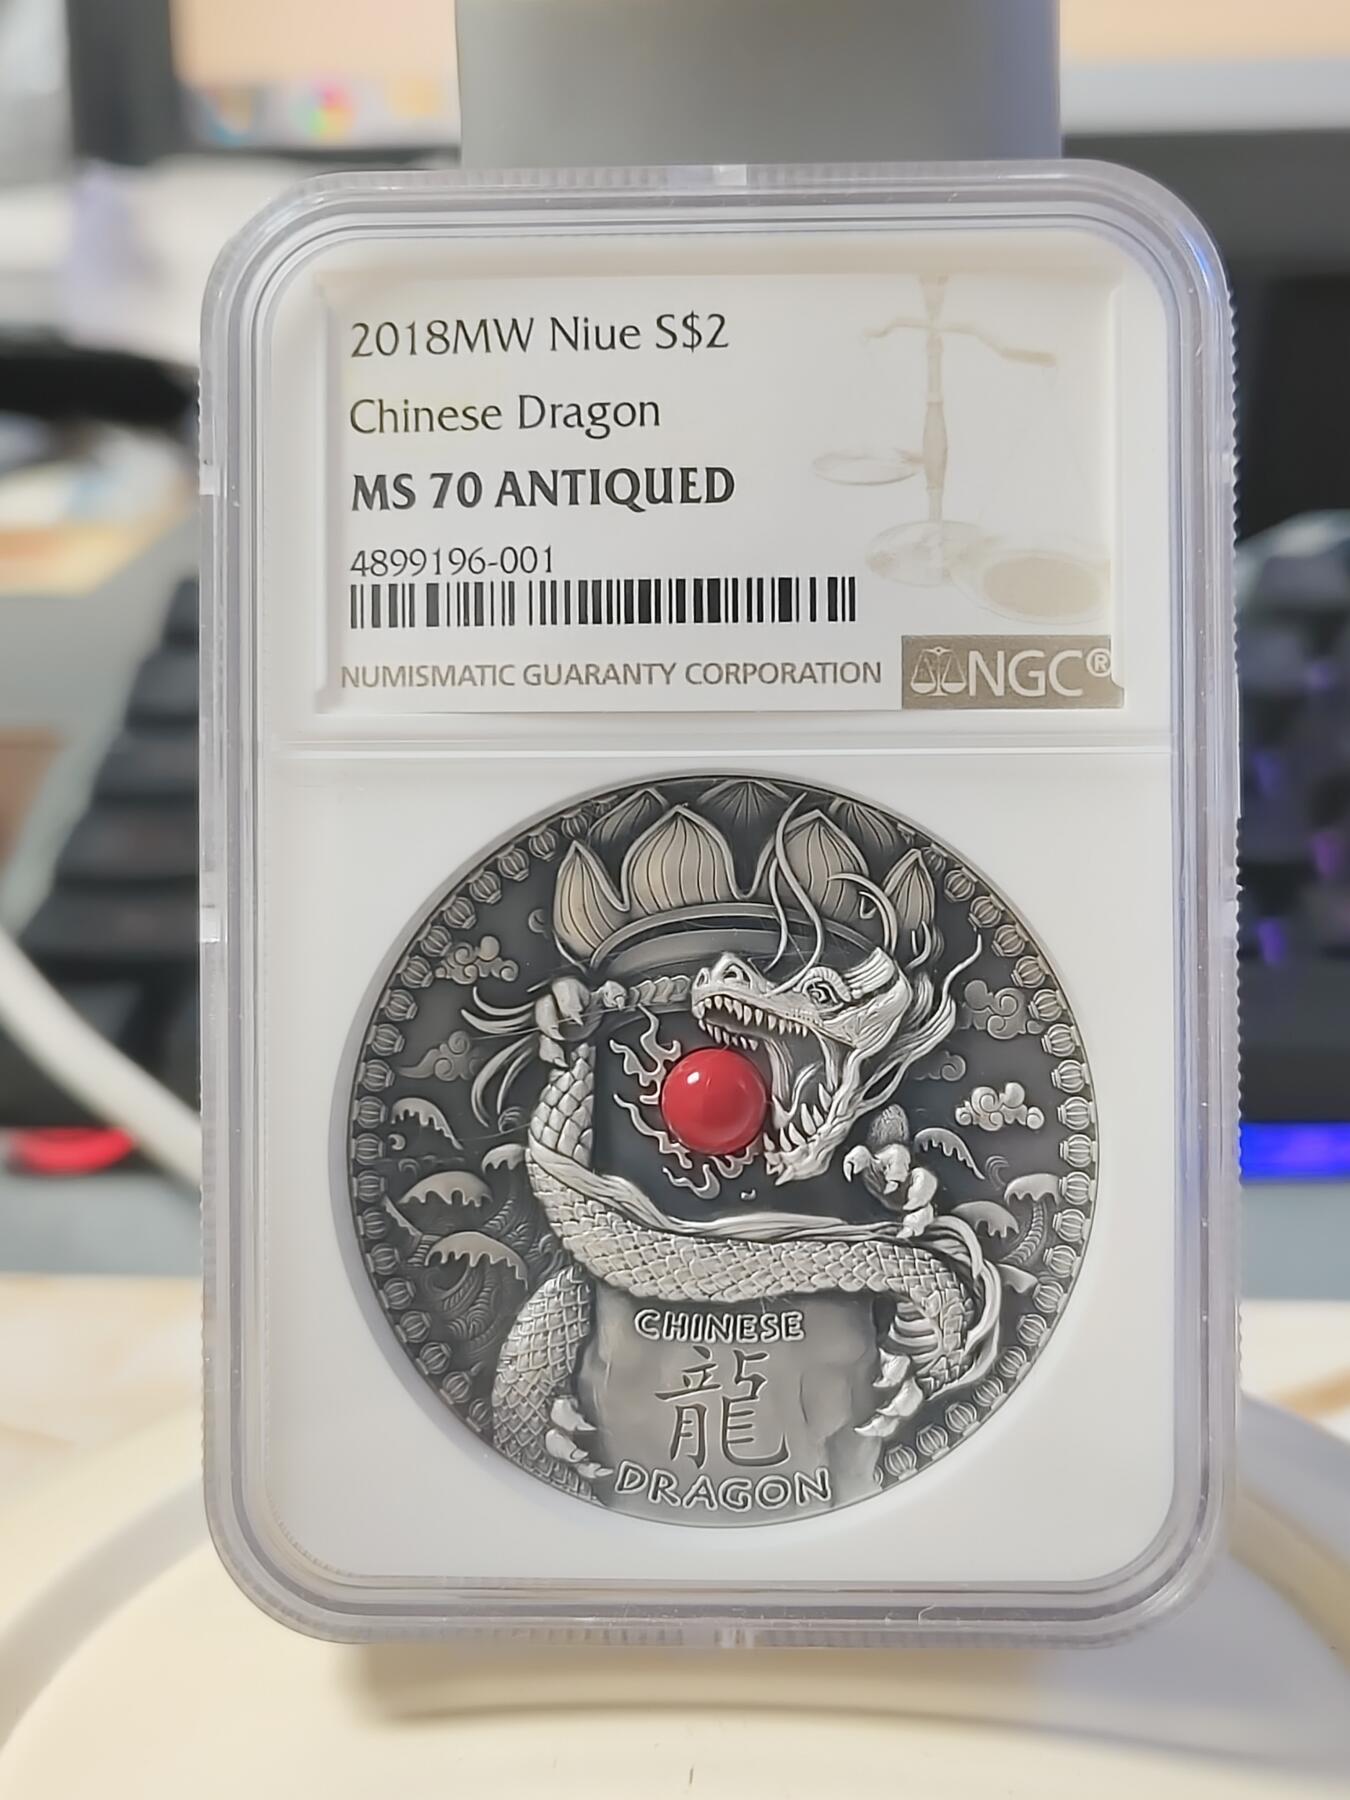 2018MW Niue S$2
Chinese Dragon
MS 70 ANTIQUED
4899196-001
NUMISMATIC GUARANTY CORPORATION NGC®
CHINESE
龍
DRAGON